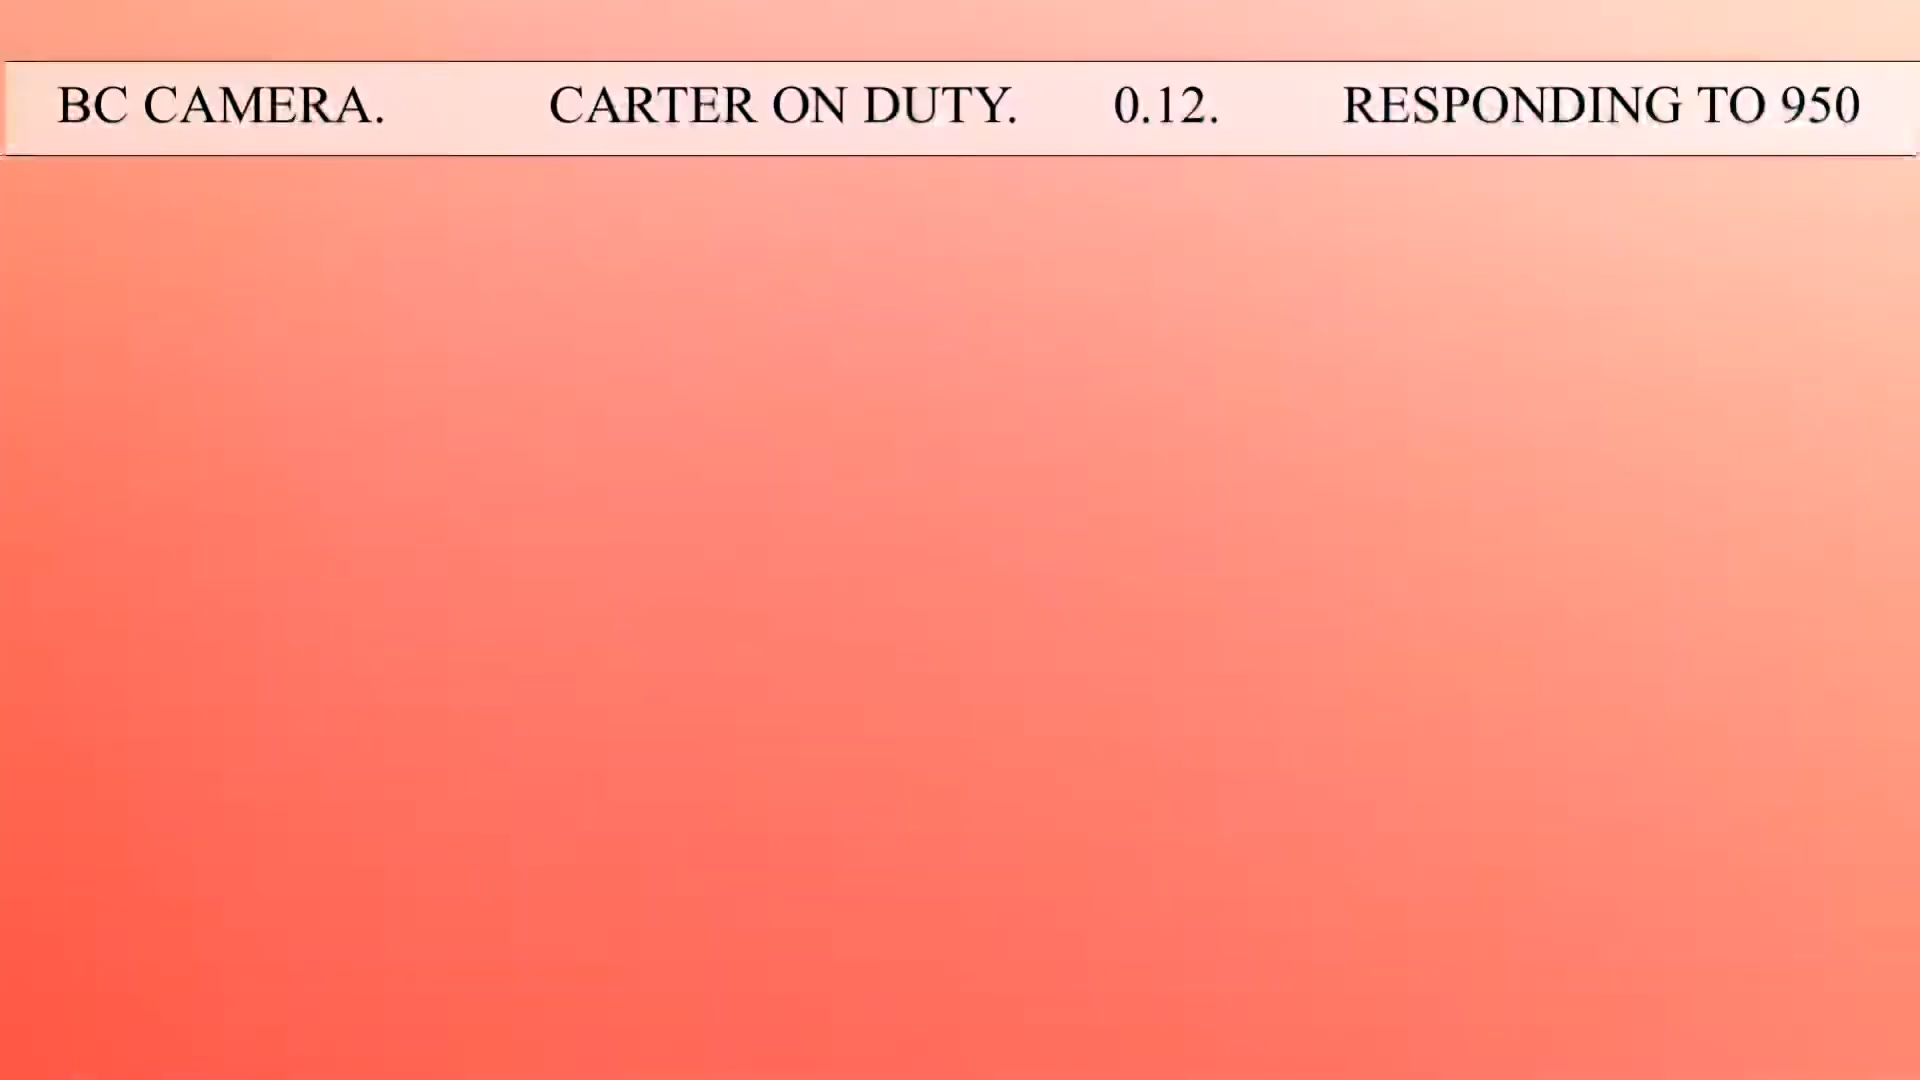 BC CAMERA. CARTER ON DUTY. 0.12. RESPONDING TO 950